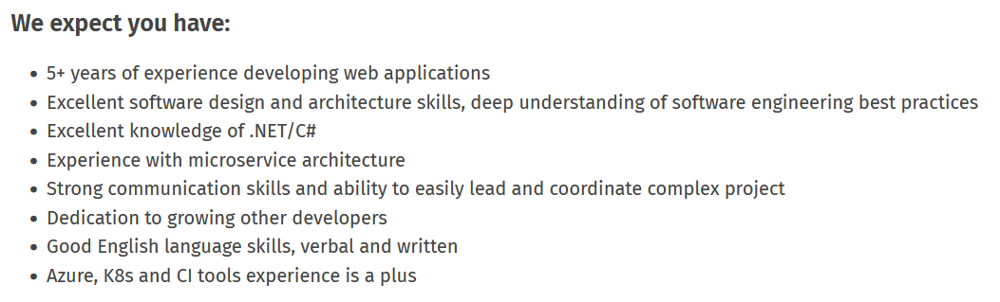 We expect you have:
• 5+ years of experience developing web applications
• Excellent software design and architecture skills, deep understanding of software engineering best practices
• Excellent knowledge of .NET/C#
• Experience with microservice architecture
• Strong communication skills and ability to easily lead and coordinate complex project
• Dedication to growing other developers
• Good English language skills, verbal and written
• Azure, K8s and CI tools experience is a plus